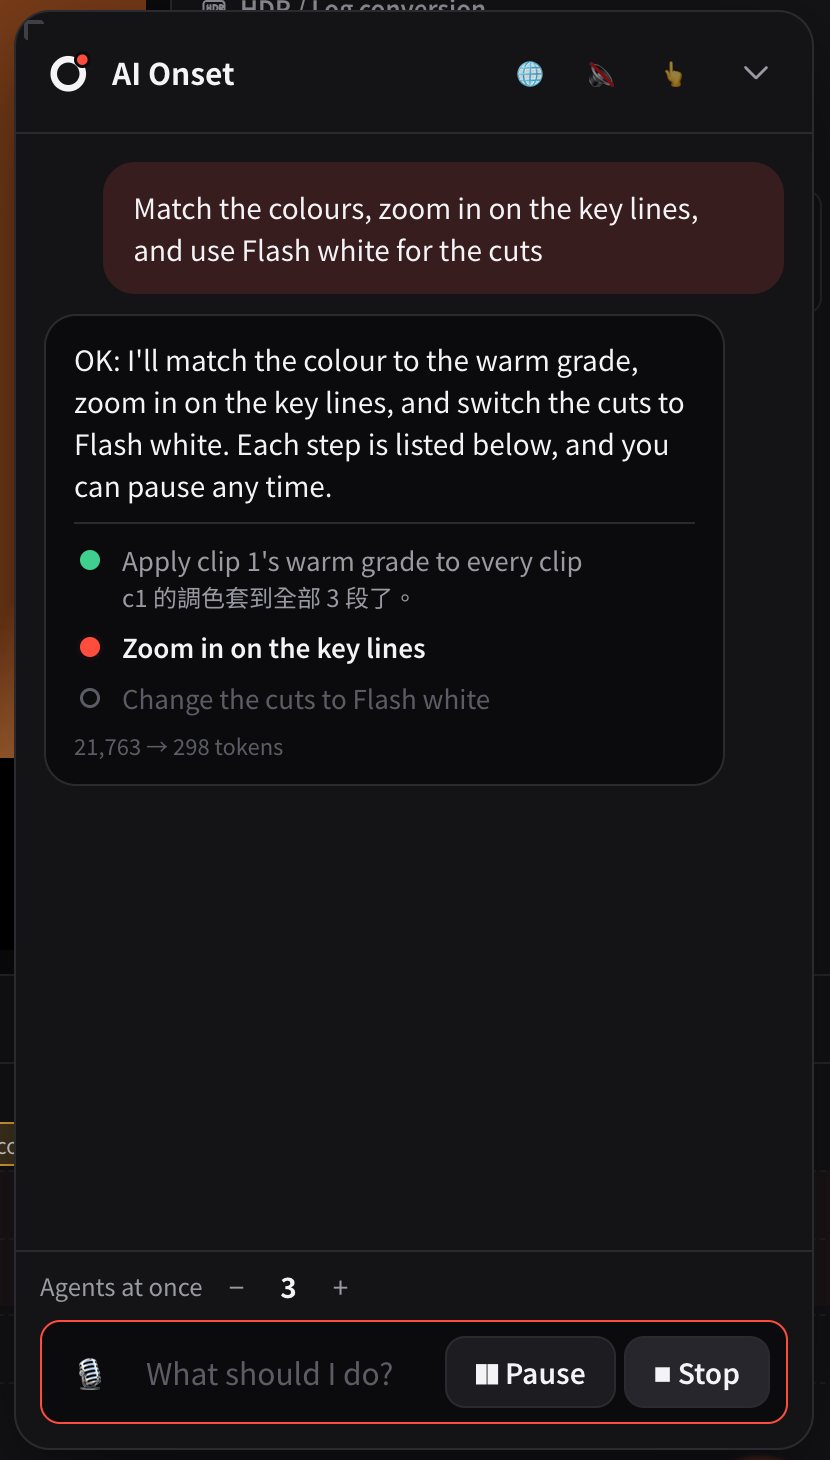 HDR / Log conversion
AI Onset
Match the colours, zoom in on the key lines,
and use Flash white for the cuts
OK: I'll match the colour to the warm grade,
zoom in on the key lines, and switch the cuts to
Flash white. Each step is listed below, and you
can pause any time.
Apply clip 1's warm grade to every clip
c1 的調色套到全部 3 段了。
Zoom in on the key lines
Change the cuts to Flash white
21,763 → 298 tokens
Agents at once − 3 +
What should I do? Pause Stop